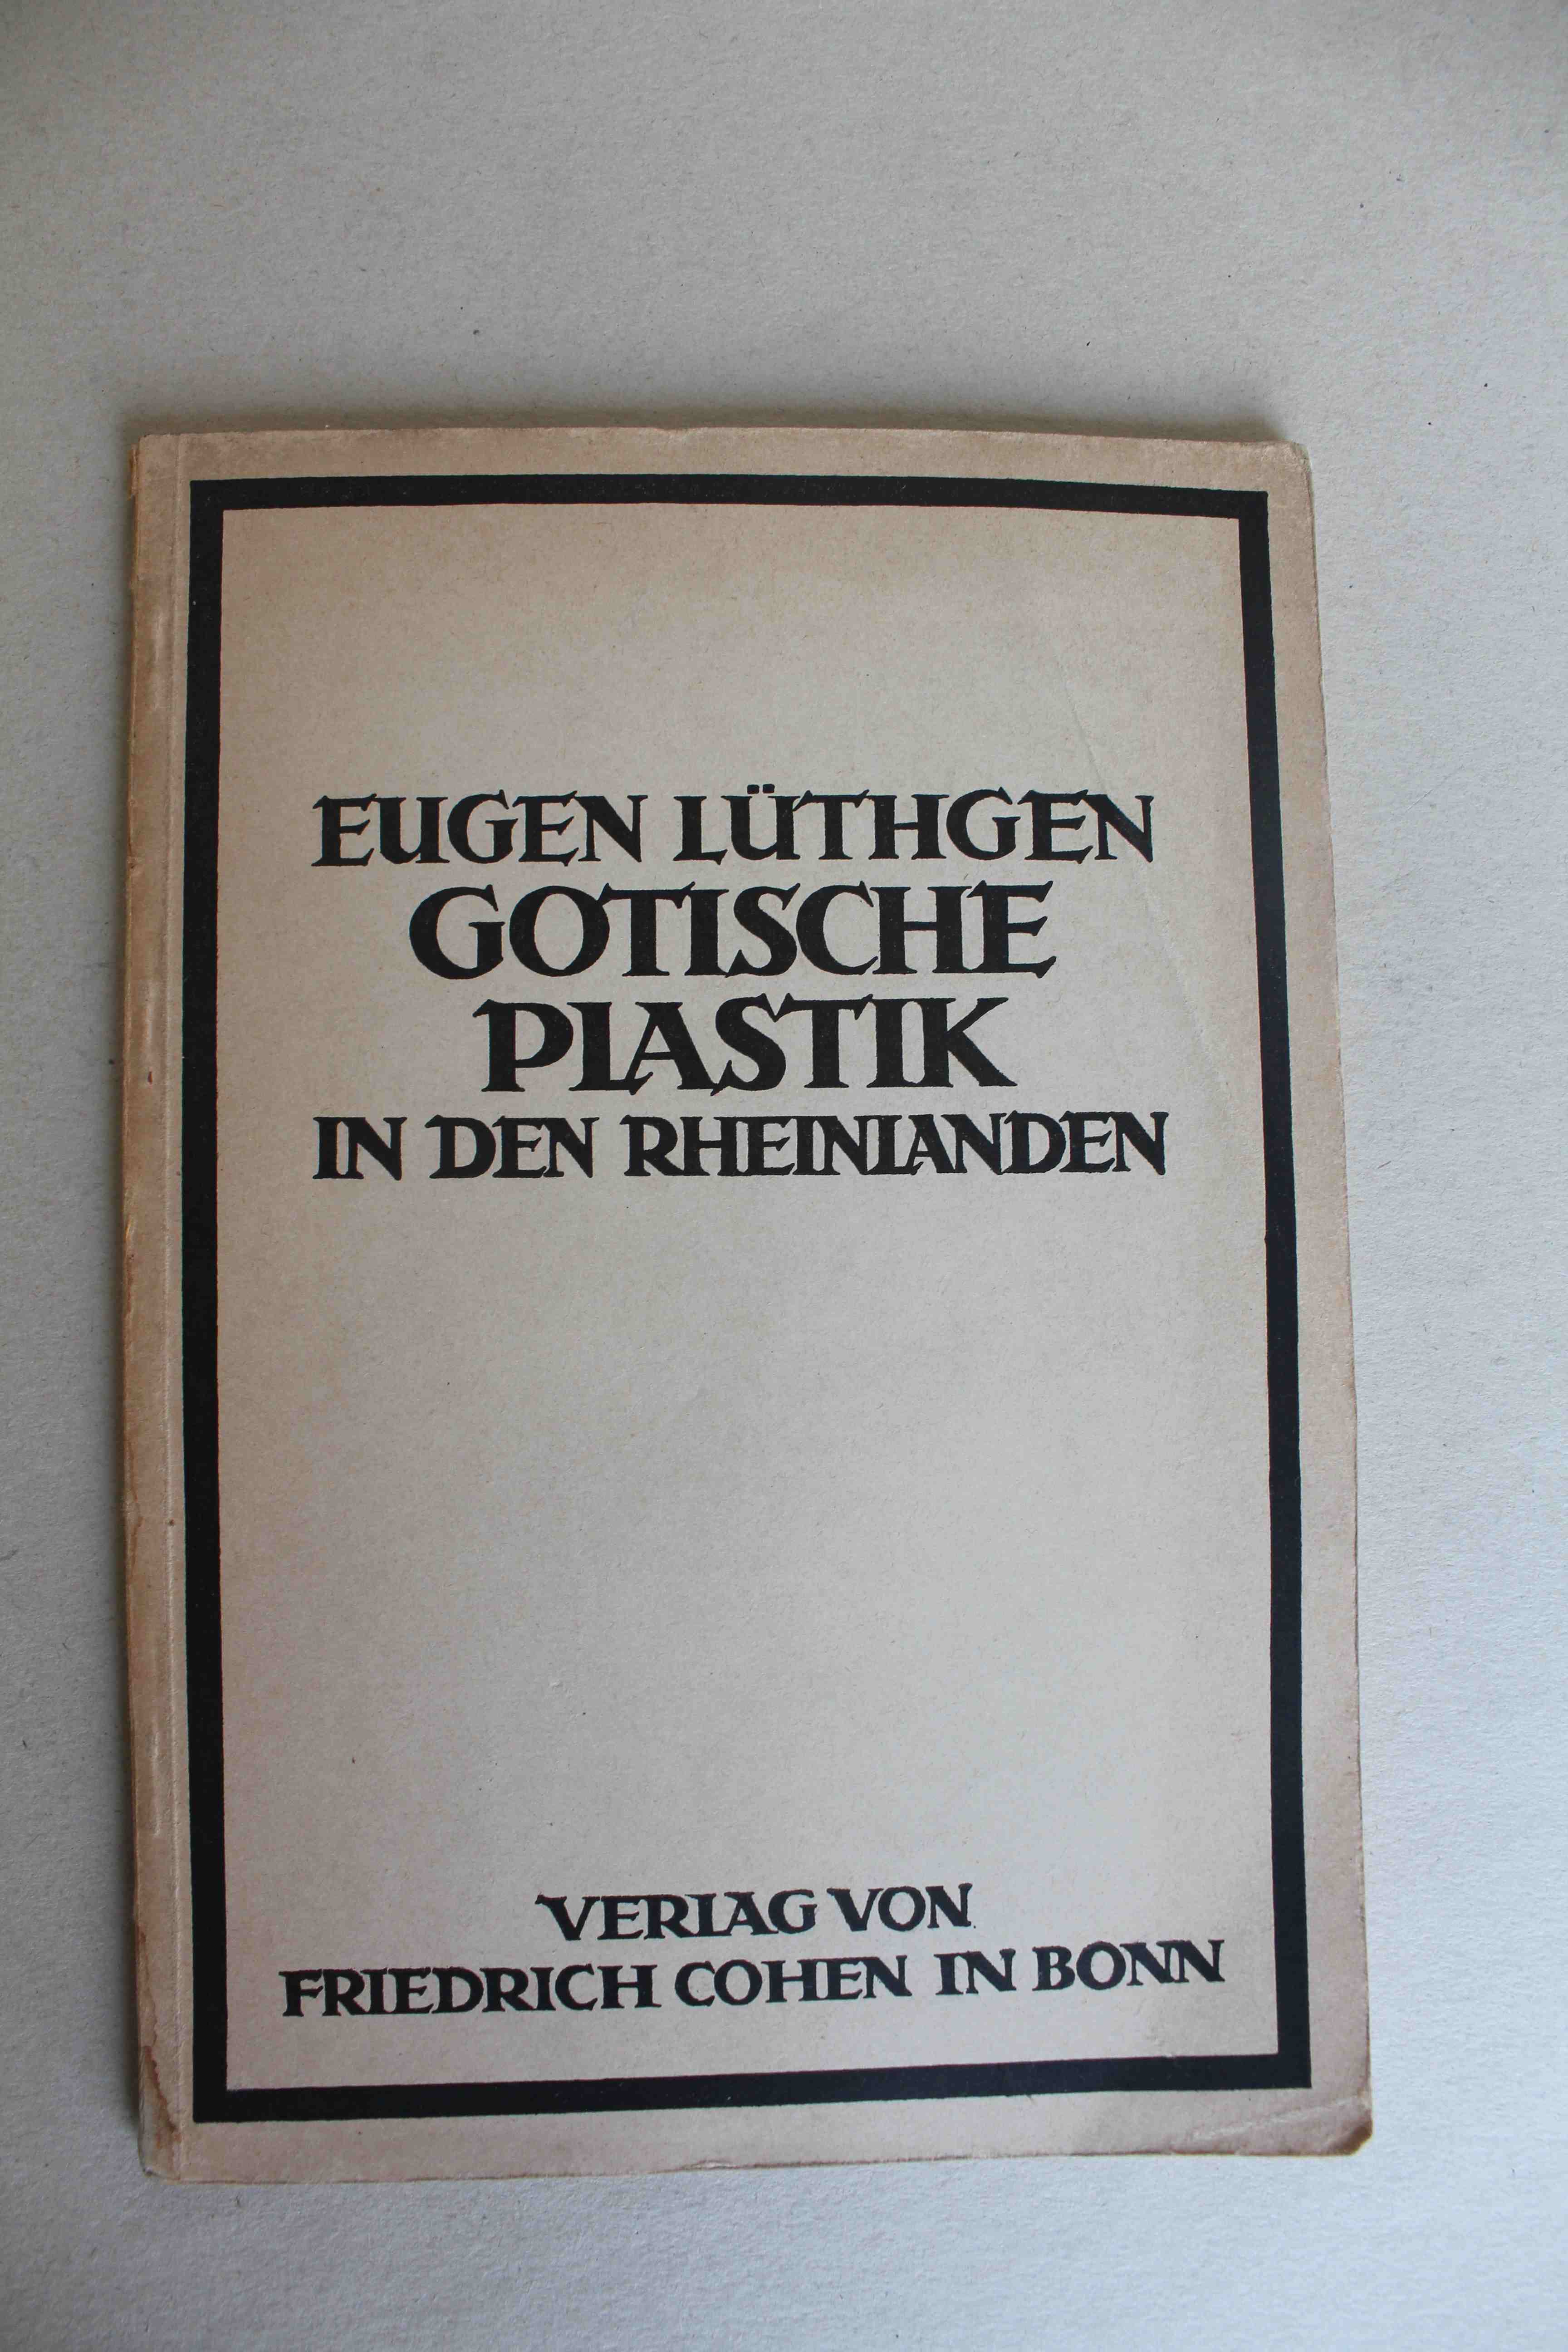 EUGEN LÜTHGEN
GOTISCHE
PLASTIK
IN DEN RHEINLANDEN
VERLAG VON
FRIEDRICH COHEN IN BONN